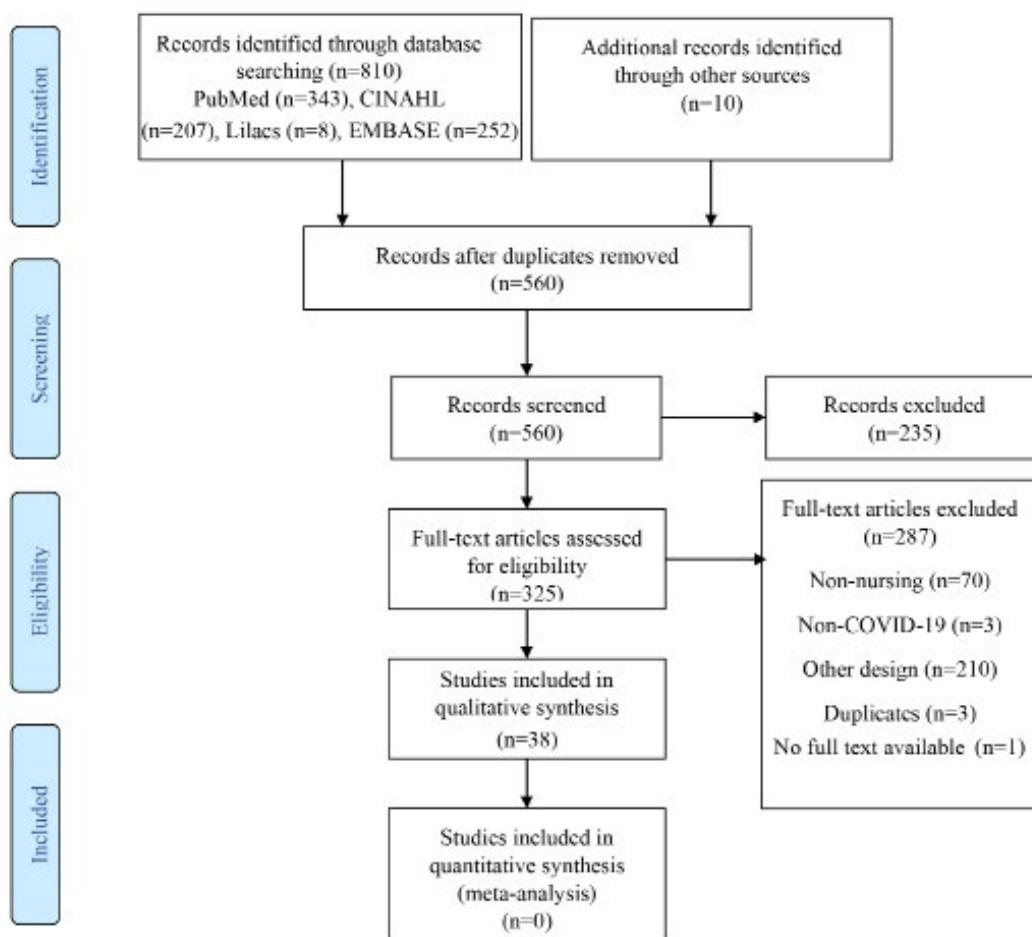 Identification
Records identified through database
searching (n=810)
PubMed (n=343), CINAHL
(n=207), Lilacs (n=8), EMBASE (n=252)
Additional records identified
through other sources
(n=10)
Records after duplicates removed
(n=560)
Screening
Records screened
(n=560)
Records excluded
(n=235)
Eligibility
Full-text articles assessed
for eligibility
(n=325)
Full-text articles excluded
(n=287)
Non-nursing (n=70)
Non-COVID-19 (n=3)
Other design (n=210)
Duplicates (n=3)
No full text available (n=1)
Studies included in
qualitative synthesis
(n=38)
Included
Studies included in
quantitative synthesis
(meta-analysis)
(n=0)